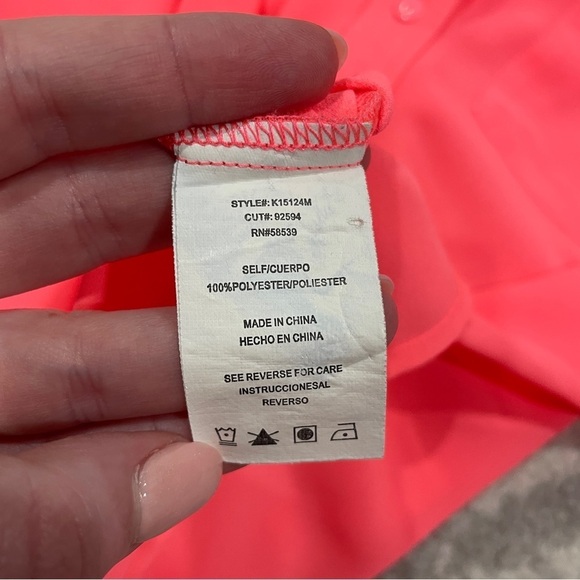 STYLE#: K15124M
CUT#: 92594
RN#58539
SELF/CUERPO
100%POLYESTER/POLIESTER
MADE IN CHINA
HECHO EN CHINA
SEE REVERSE FOR CARE
INSTRUCCIONESAL
REVERSO